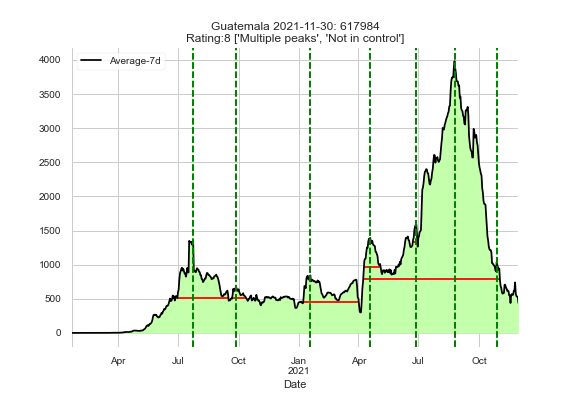 Guatemala 2021-11-30: 617984
Rating:8 ['Multiple peaks', 'Not in control']
Average-7d
4000
3500
3000
2500
2000
1500
1000
500
0
Apr Jul Oct Jan Apr Jul Oct
2021
Date